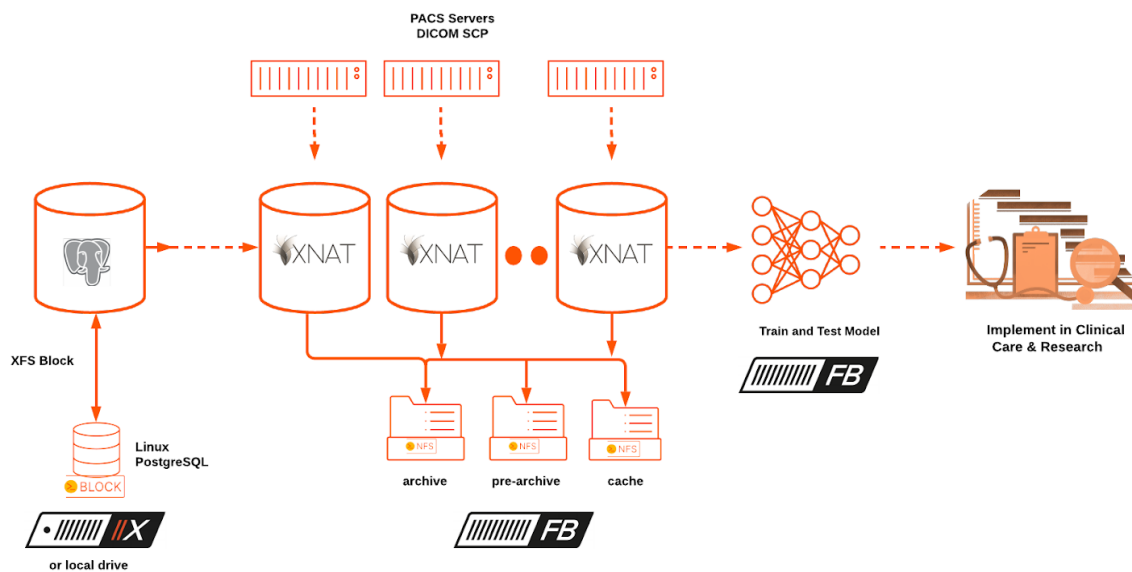 PACS Servers
DICOM SCP
XNAT
XNAT
XNAT
XFS Block
Train and Test Model
Implement in Clinical
Care & Research
FB
Linux
PostgreSQL
BLOCK
NFS
NFS
NFS
archive
pre-archive
cache
//X
FB
or local drive